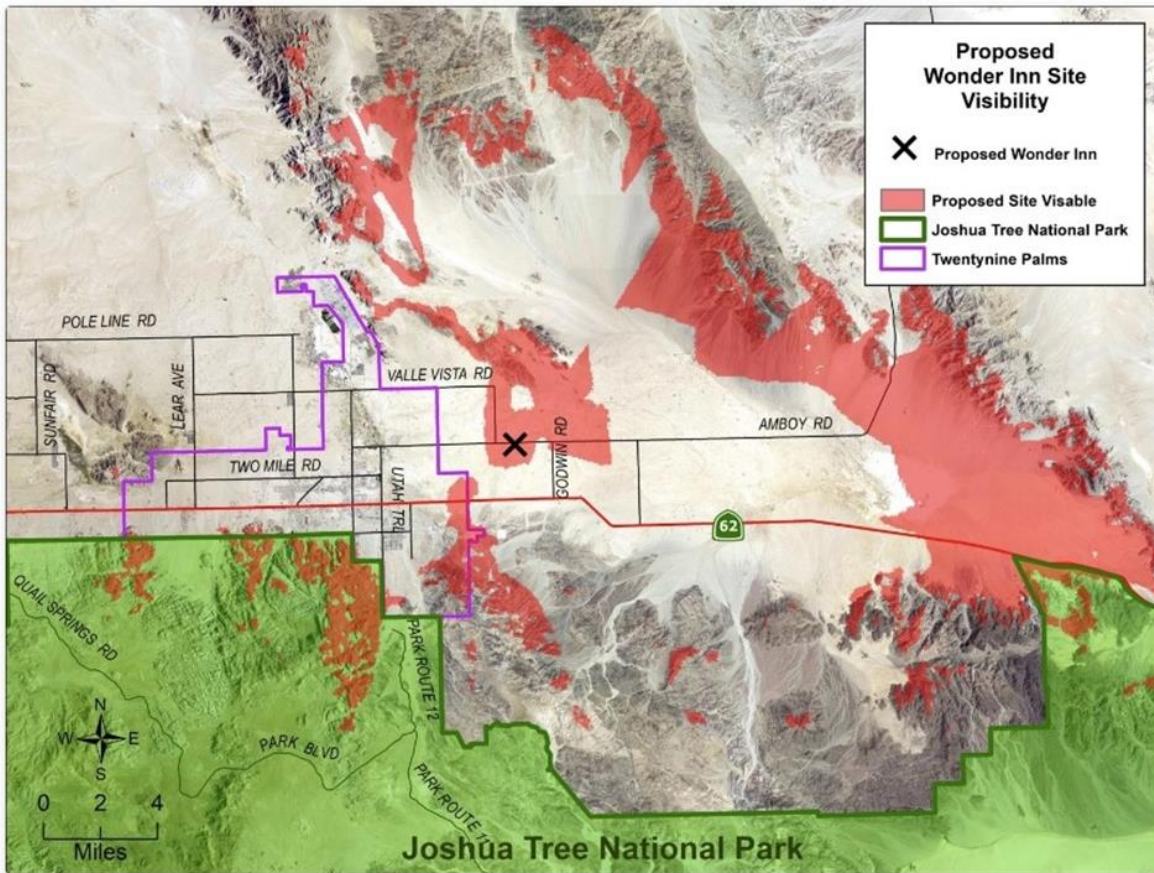 Proposed
Wonder Inn Site
Visibility
Proposed Wonder Inn
Proposed Site Visable
Joshua Tree National Park
Twentynine Palms
POLE LINE RD
SUNFAIR RD
LEAR AVE
VALLE VISTA RD
AMBOY RD
GODWIN RD
TWO MILE RD
UTAH TRL
62
QUAIL SPRINGS RD
PARK ROUTE 12
PARK BLVD
PARK ROUTE 13
N
W E
S
0 2 4
Miles
Joshua Tree National Park